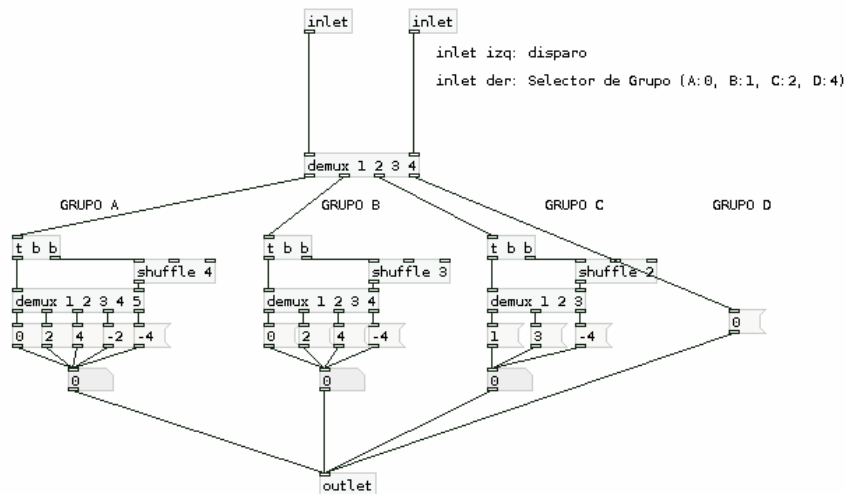 inlet inlet
inlet izq: disparo
inlet der: Selector de Grupo (A:0, B:1, C:2, D:4)
demux 1 2 3 4
GRUPO A GRUPO B GRUPO C GRUPO D
t b b t b b t b b
shuffle 4 shuffle 3 shuffle 2
demux 1 2 3 4 5 demux 1 2 3 4 demux 1 2 3
0
0 2 4 -2 -4 0 2 4 -4 1 3 -4
0 0 0
outlet